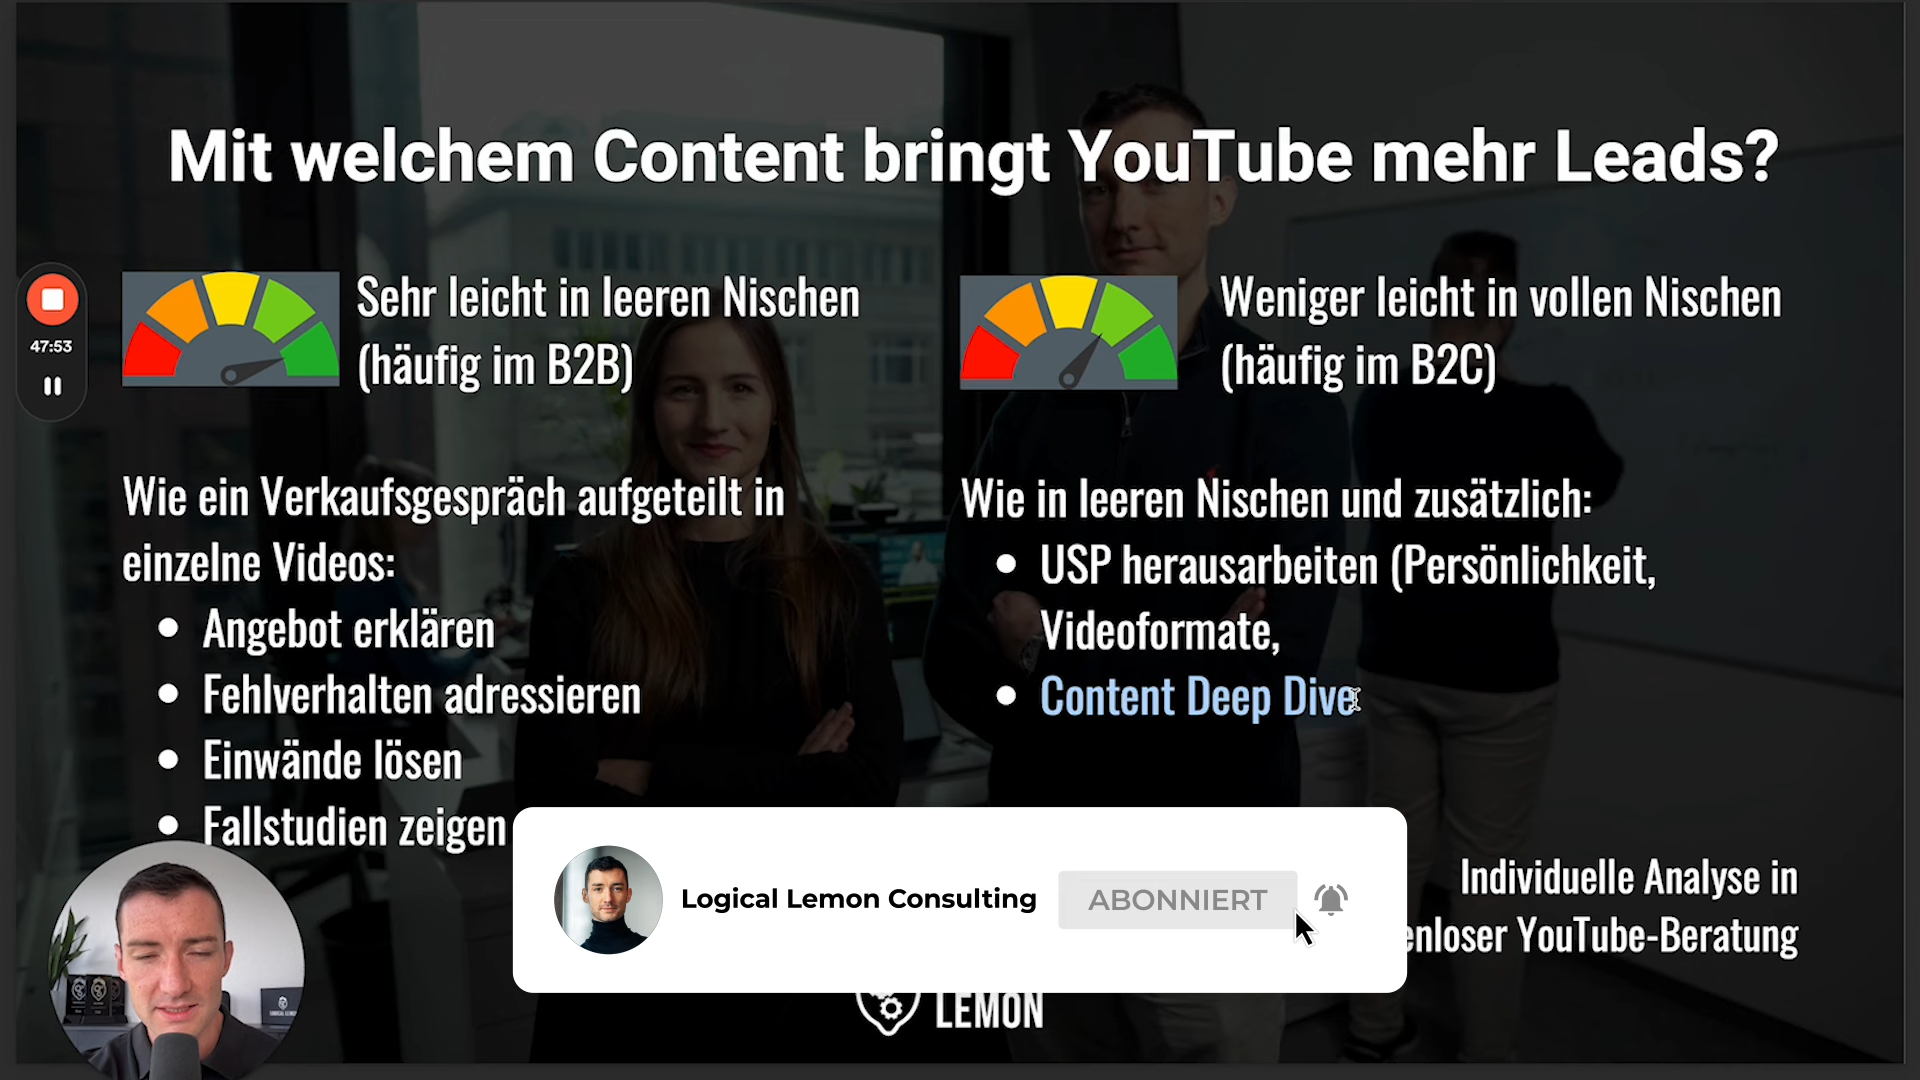 Mit welchem Content bringt YouTube mehr Leads?
47:53
Sehr leicht in leeren Nischen
(häufig im B2B)
Wie ein Verkaufsgespräch aufgeteilt in
einzelne Videos:
• Angebot erklären
• Fehlverhalten adressieren
• Einwände lösen
• Fallstudien zeigen
Weniger leicht in vollen Nischen
(häufig im B2C)
Wie in leeren Nischen und zusätzlich:
• USP herausarbeiten (Persönlichkeit,
Videoformate,
• Content Deep Dive
Individuelle Analyse in
YouTube-Beratung
Logical Lemon Consulting
ABONNIERT
LEMON